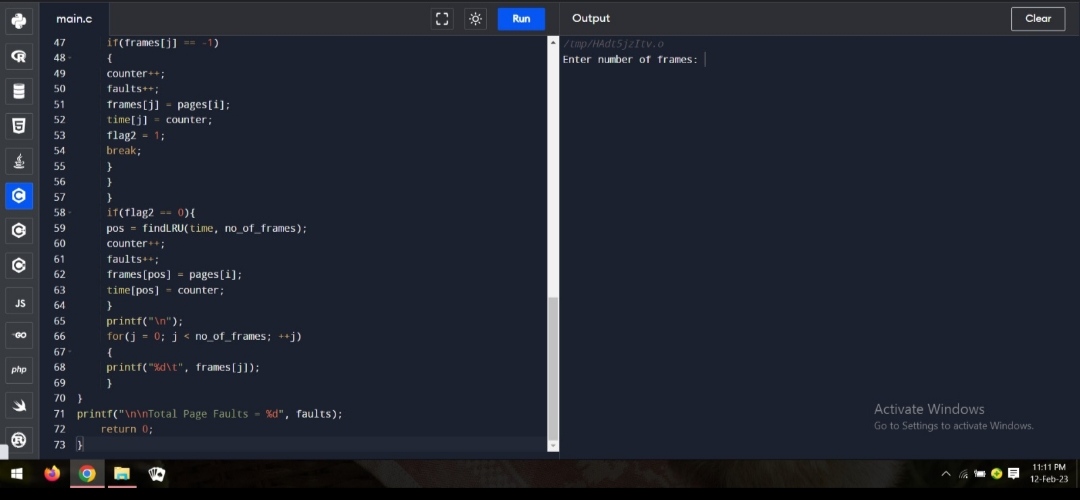 main.c
Run
Output
Clear
47 if(frames[j] == -1)
48 {
49 counter++;
50 faults++;
51 frames[j] = pages[i];
52 time[j] = counter;
53 flag2 = 1;
54 break;
55 }
56 }
57 }
58 if(flag2 == 0){
59 pos = findLRU(time, no_of_frames);
60 counter++;
61 faults++;
62 frames[pos] = pages[i];
63 time[pos] = counter;
64 }
65 printf("\n");
66 for(j = 0; j < no_of_frames; ++j)
67 {
68 printf("%d\t", frames[j]);
69 }
70 }
71 printf("\n\nTotal Page Faults = %d", faults);
72 return 0;
73 }
/tmp/HAdt5jzItv.o
Enter number of frames:
JS
GO
php
Activate Windows
Go to Settings to activate Windows.
11:11 PM
12-Feb-23